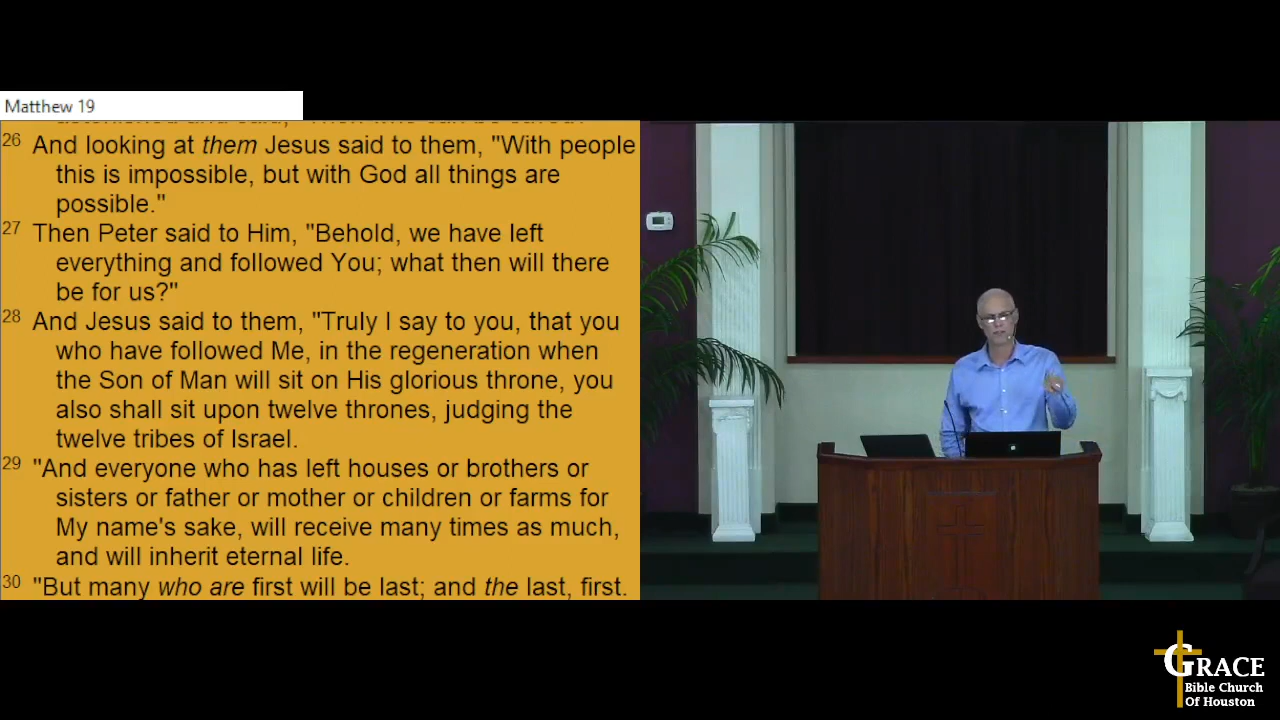 Matthew 19
26 And looking at them Jesus said to them, "With people
this is impossible, but with God all things are
possible."
27 Then Peter said to Him, "Behold, we have left
everything and followed You; what then will there
be for us?"
28 And Jesus said to them, "Truly I say to you, that you
who have followed Me, in the regeneration when
the Son of Man will sit on His glorious throne, you
also shall sit upon twelve thrones, judging the
twelve tribes of Israel.
29 "And everyone who has left houses or brothers or
sisters or father or mother or children or farms for
My name's sake, will receive many times as much,
and will inherit eternal life.
30 "But many who are first will be last; and the last, first.
GRACE
Bible Church
Of Houston